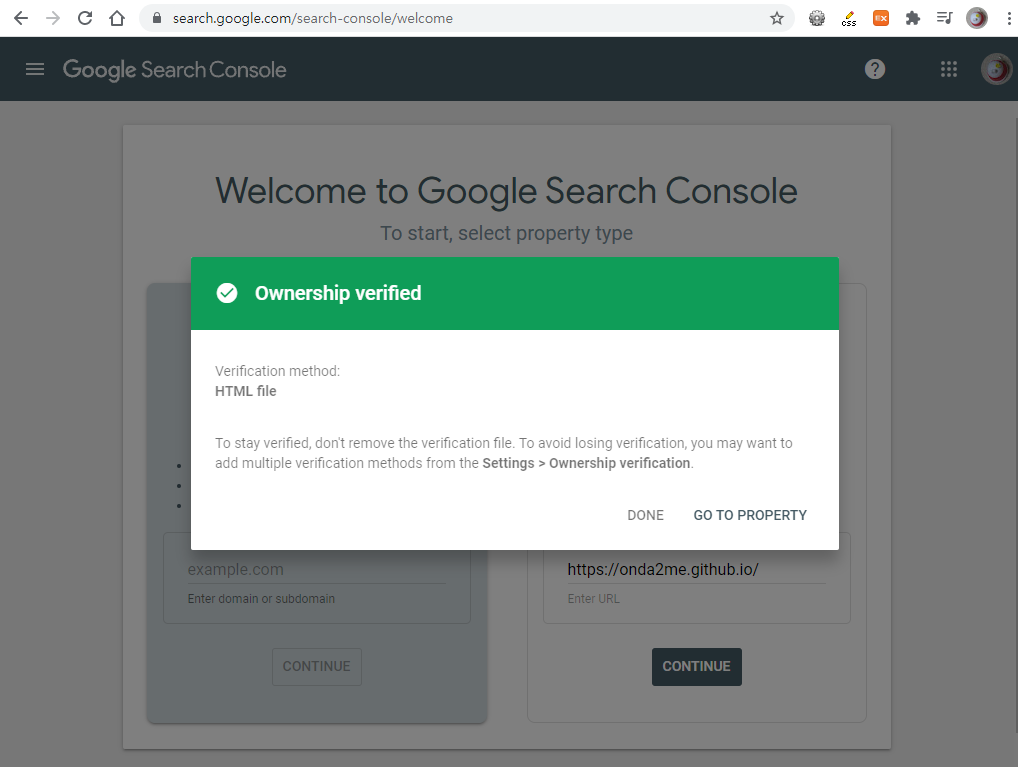 search.google.com/search-console/welcome
css
Google Search Console
Welcome to Google Search Console
To start, select property type
Ownership verified
Verification method:
HTML file
To stay verified, don't remove the verification file. To avoid losing verification, you may want to
add multiple verification methods from the Settings > Ownership verification.
DONE GO TO PROPERTY
example.com
Enter domain or subdomain
CONTINUE
https://onda2me.github.io/
Enter URL
CONTINUE